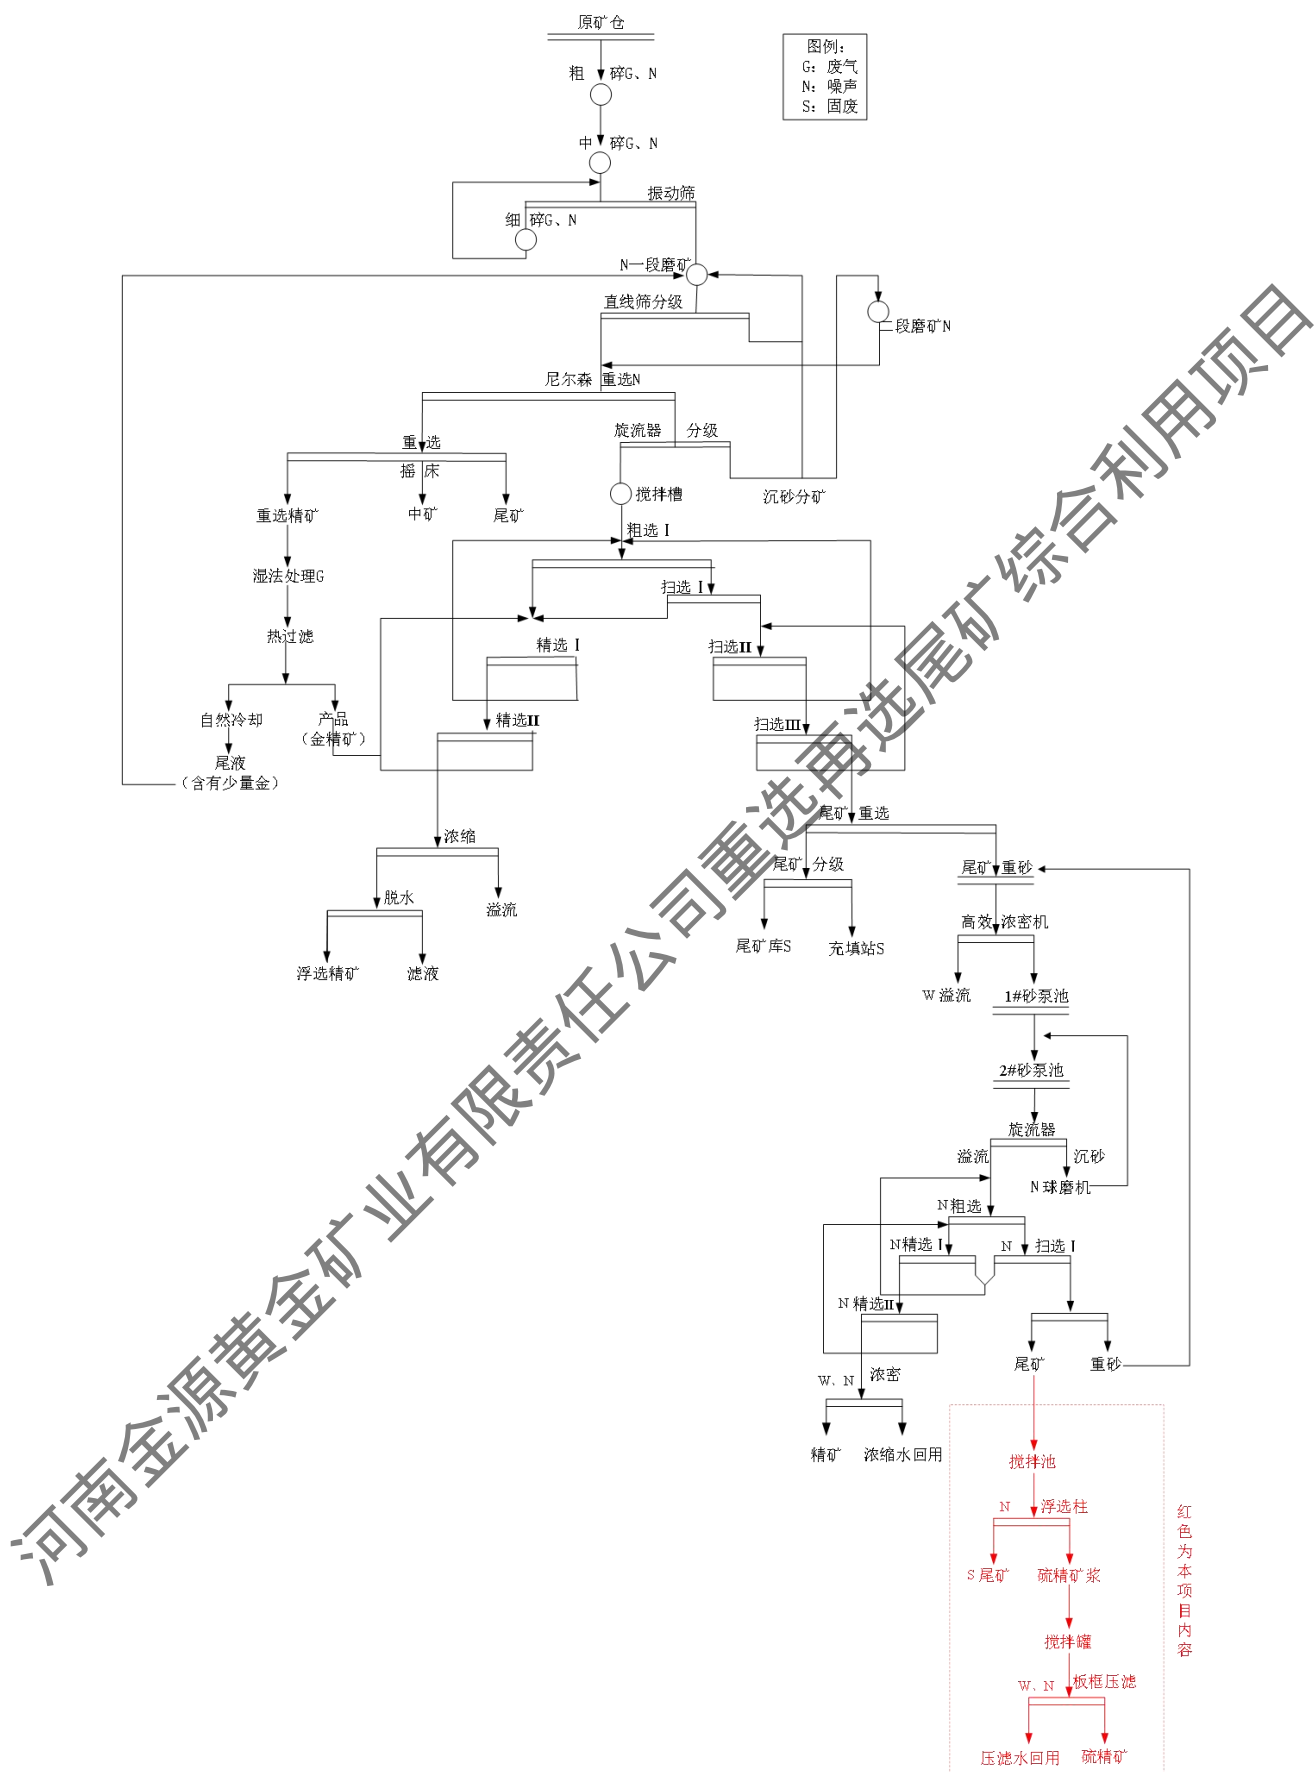 原矿仓
图例：
G：废气
N：噪声
S：固废
粗 碎G、N
中 碎G、N
振动筛
细 碎G、N
N一段磨矿
直线筛分级
二段磨矿N
尼尔森 重选N
旋流器 分级
重选
摇 床
搅拌槽
沉砂分矿
重选精矿
中矿
尾矿
粗选 I
湿法处理G
扫选 I
热过滤
精选 I
扫选II
自然冷却
产品
（金精矿）
精选II
扫选III
尾液
（含有少量金）
尾矿 重选
浓缩
尾矿 分级
尾矿 重砂
脱水
溢流
高效 浓密机
尾矿库S
充填站S
浮选精矿
滤液
W 溢流
1#砂泵池
2#砂泵池
旋流器
溢流
沉砂
N 球磨机
N粗选
N精选 I
N 扫选 I
N 精选II
尾矿
重砂
W、N 浓密
精矿
浓缩水回用
搅拌池
N 浮选柱
S 尾矿
硫精矿浆
搅拌罐
W、N 板框压滤
压滤水回用
硫精矿
红色为本项目内容
河南金源黄金矿业有限责任公司重选再选尾矿综合利用项目